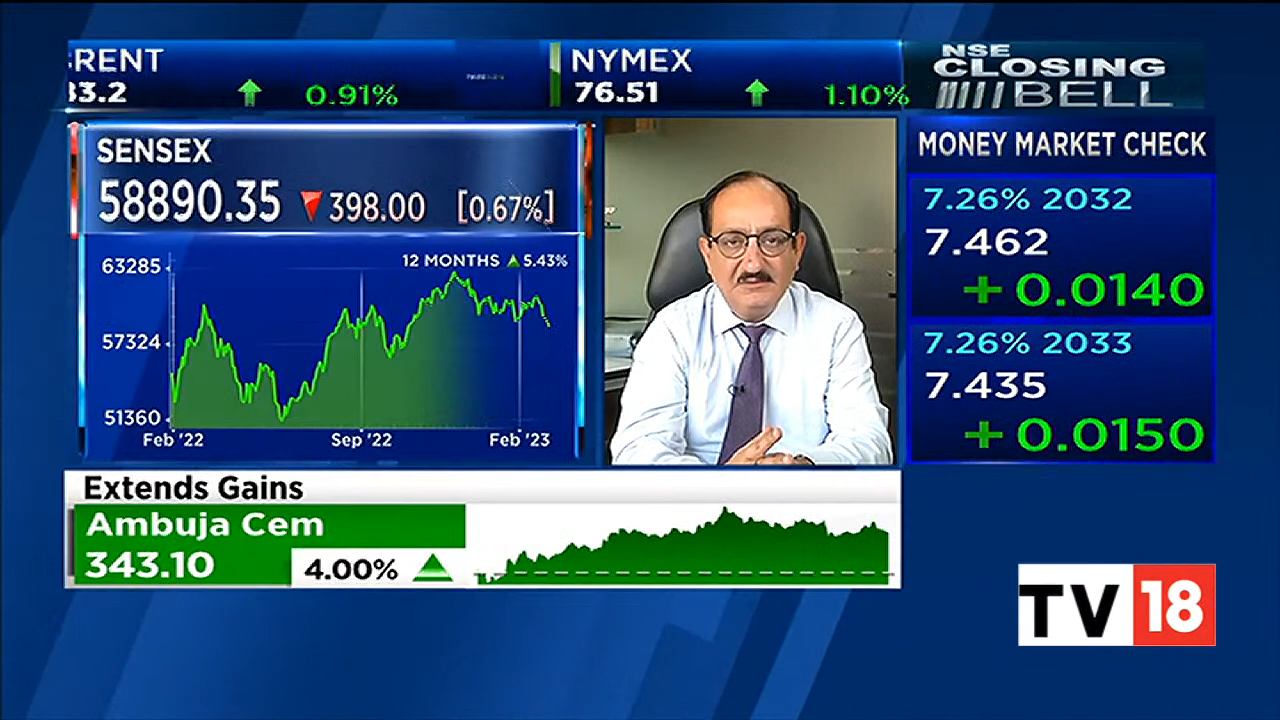 RENT
33.2 0.91%
NYMEX
76.51 1.10%
NSE
CLOSING
BELL
SENSEX
58890.35 398.00 [0.67%]
12 MONTHS 5.43%
63285
57324
51360
Feb '22 Sep '22 Feb '23
MONEY MARKET CHECK
7.26% 2032
7.462
+ 0.0140
7.26% 2033
7.435
+ 0.0150
Extends Gains
Ambuja Cem
343.10 4.00%
TV 18